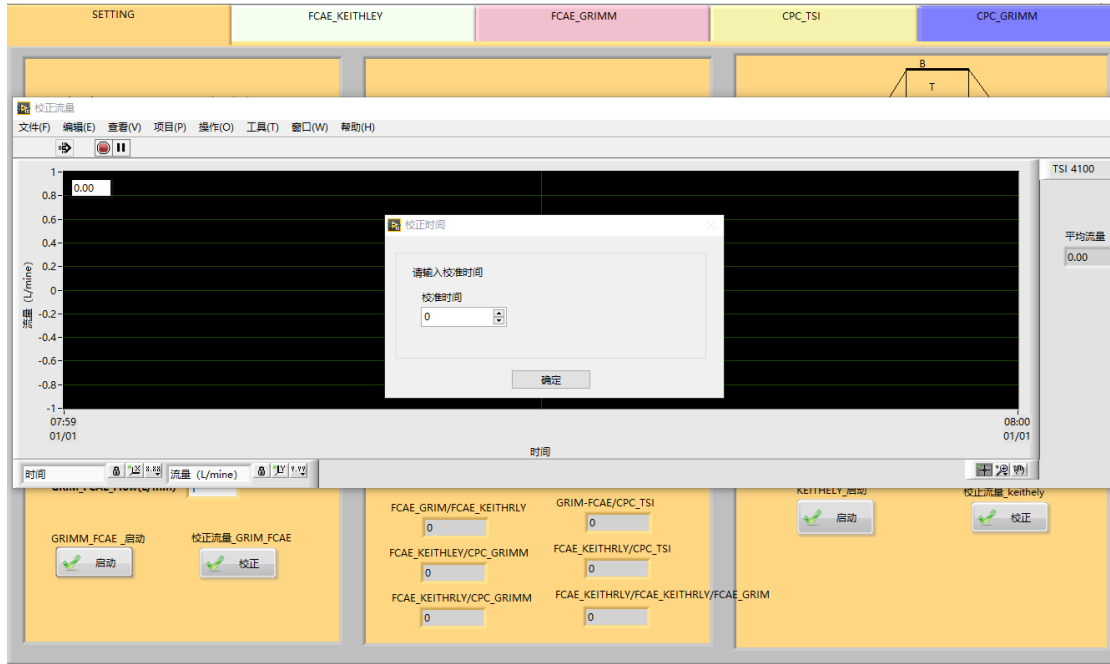 SETTING
FCAE_KEITHLEY
FCAE_GRIMM
CPC_TSI
CPC_GRIMM
B
T
校正流量
文件(F) 编辑(E) 查看(V) 项目(P) 操作(O) 工具(T) 窗口(W) 帮助(H)
TSI 4100
平均流量
0.00
0.00
1
0.8
0.6
0.4
0.2
0
-0.2
-0.4
-0.6
-0.8
-1
流量 (L/mine)
07:59
01/01
08:00
01/01
时间
校正时间
请输入校准时间
校准时间
0
确定
时间
流量 (L/mine)
GRIMM_FCAE _启动
启动
校正流量_GRIM_FCAE
校正
FCAE_GRIM/FCAE_KEITHRLY
0
GRIM-FCAE/CPC_TSI
0
FCAE_KEITHLEY/CPC_GRIMM
0
FCAE_KEITHRLY/CPC_TSI
0
FCAE_KEITHRLY/CPC_GRIMM
0
FCAE_KEITHRLY/FCAE_KEITHRLY/FCAE_GRIM
0
KEITHELY_启动
启动
校正流量_keithely
校正